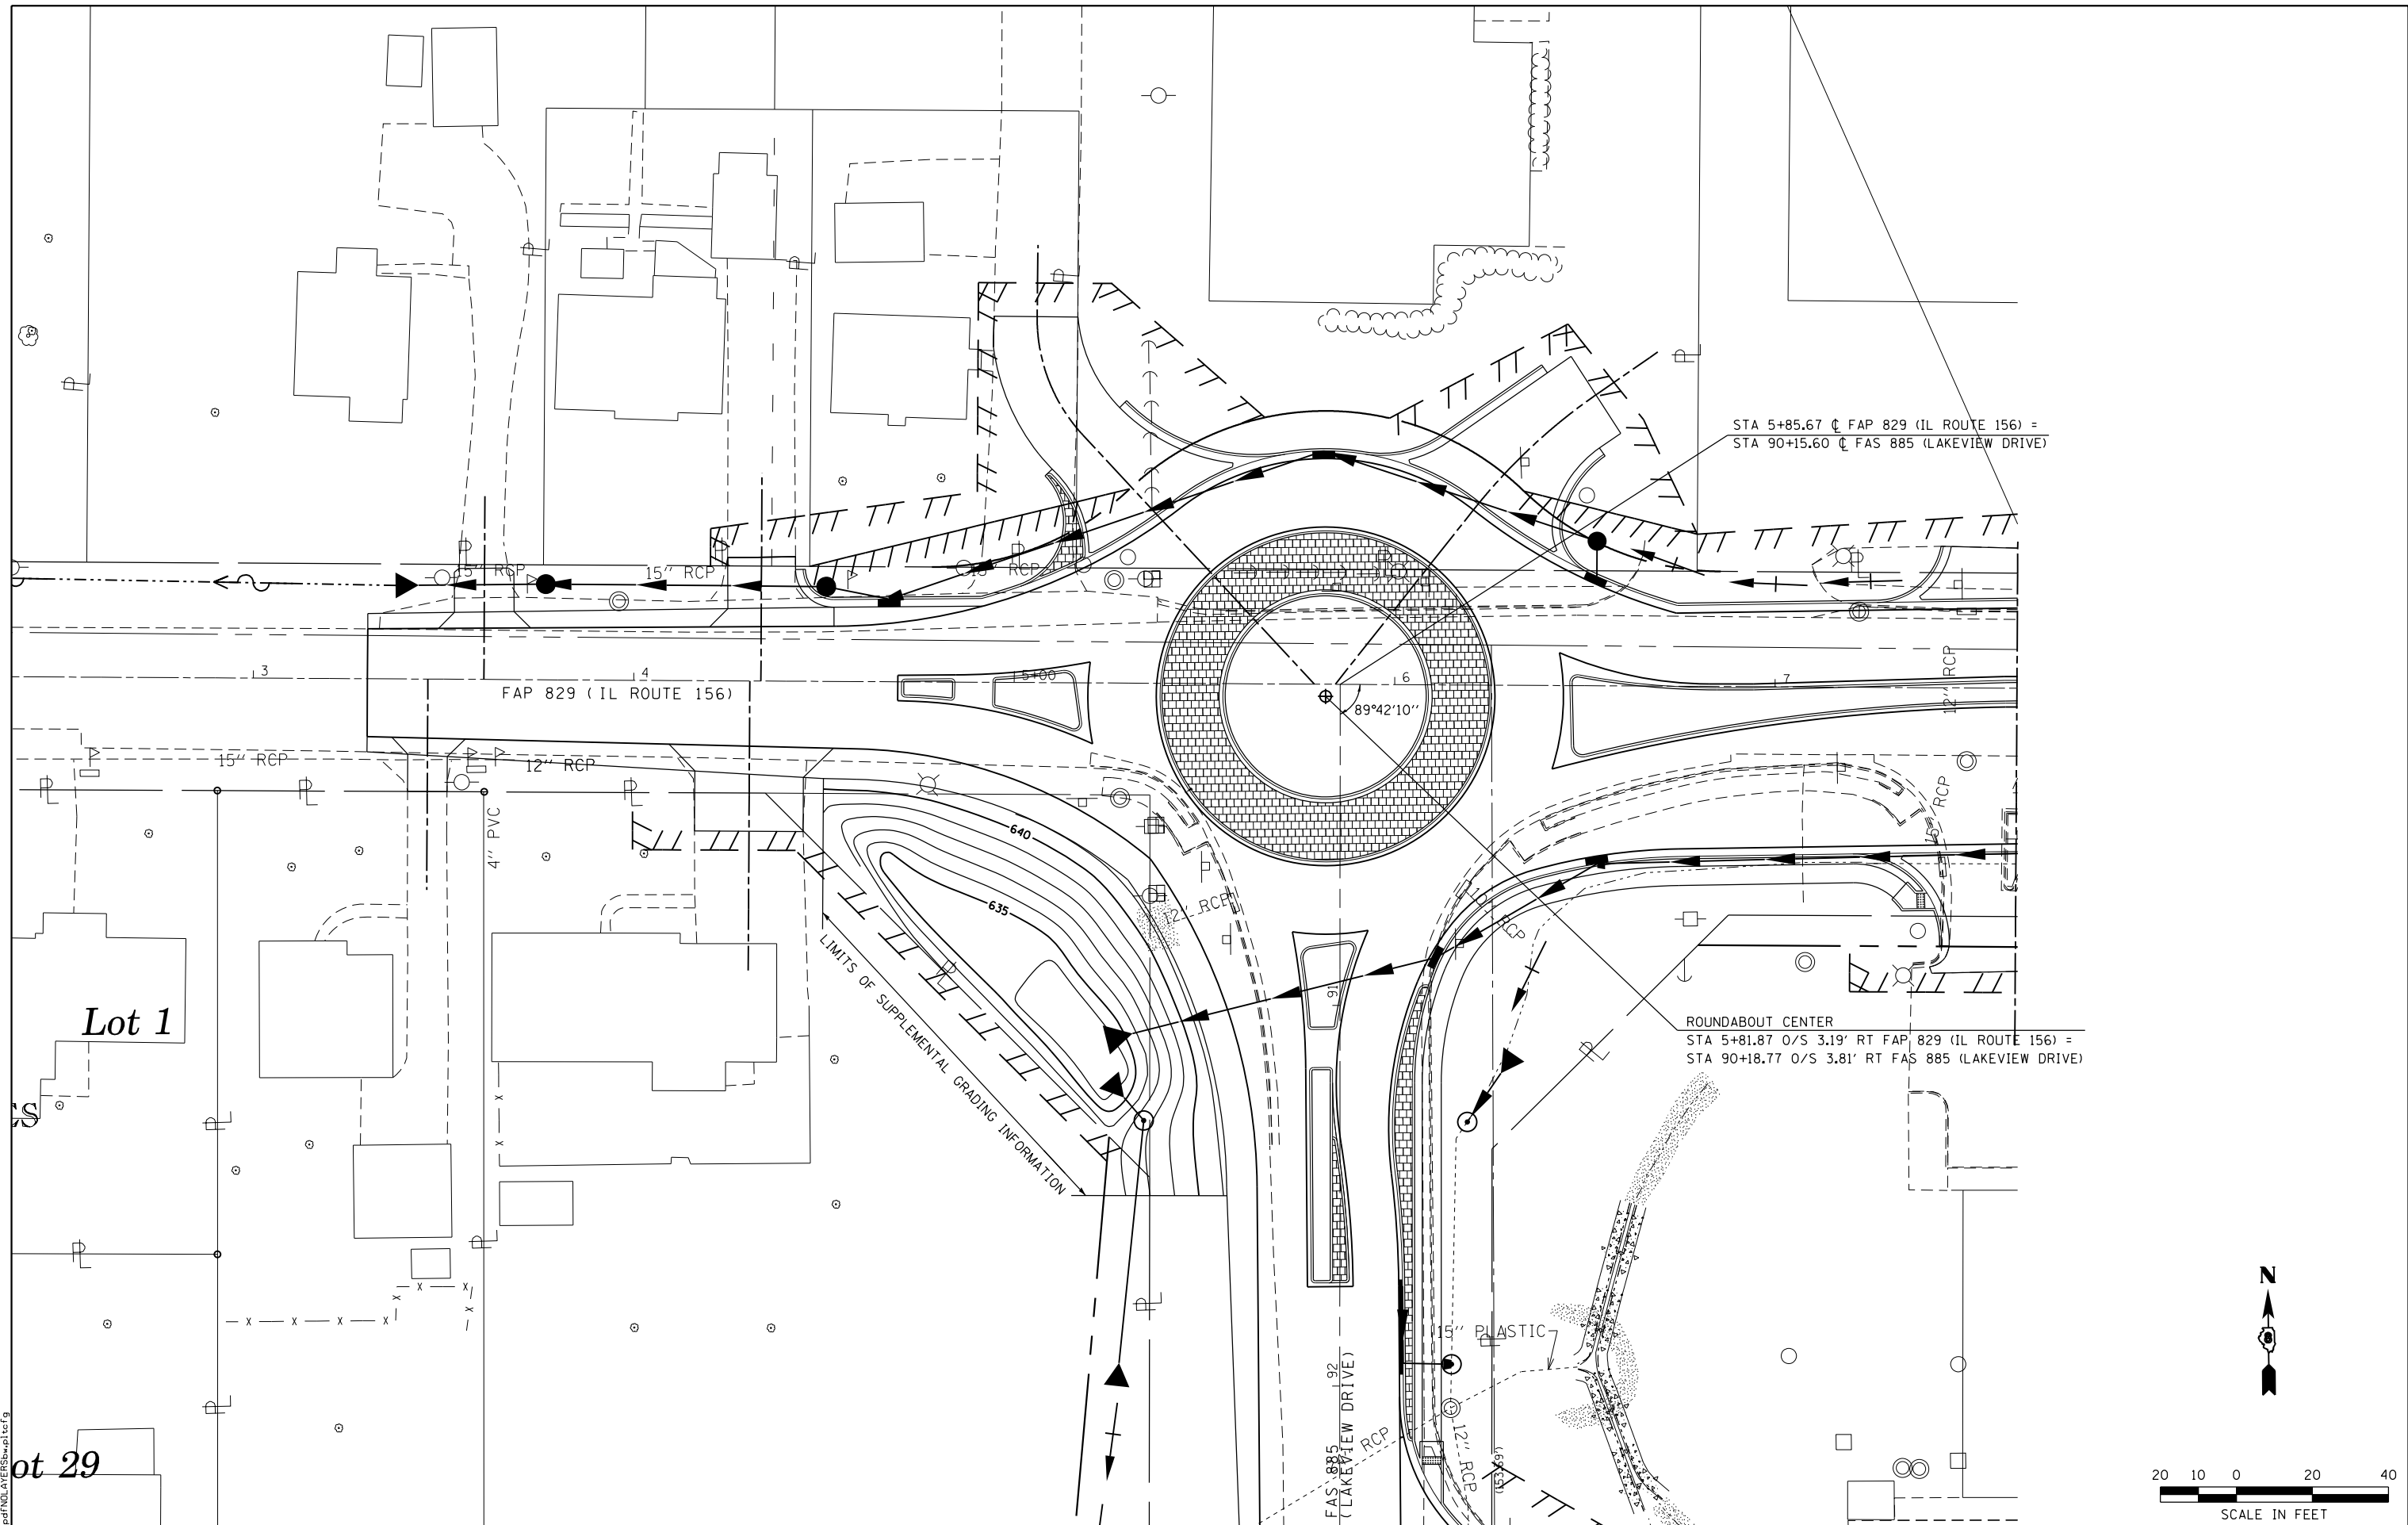 STA 5+85.67 ℄ FAP 829 (IL ROUTE 156) =
STA 90+15.60 ℄ FAS 885 (LAKEVIEW DRIVE)
15" RCP
15" RCP
3
4
5+00
6
7
FAP 829 (IL ROUTE 156)
89°42'10"
12" RCP
15" RCP
12" RCP
4" PVC
RCP
640
635
12" RCP
RCP
LIMITS OF SUPPLEMENTAL GRADING INFORMATION
91
Lot 1
ROUNDABOUT CENTER
STA 5+81.87 O/S 3.19' RT FAP 829 (IL ROUTE 156) =
STA 90+18.77 O/S 3.81' RT FAS 885 (LAKEVIEW DRIVE)
ES
N
15" PLASTIC
92
FAS 885
(LAKEVIEW DRIVE)
RCP
12" RCP
ot 29
20 10 0 20 40
SCALE IN FEET